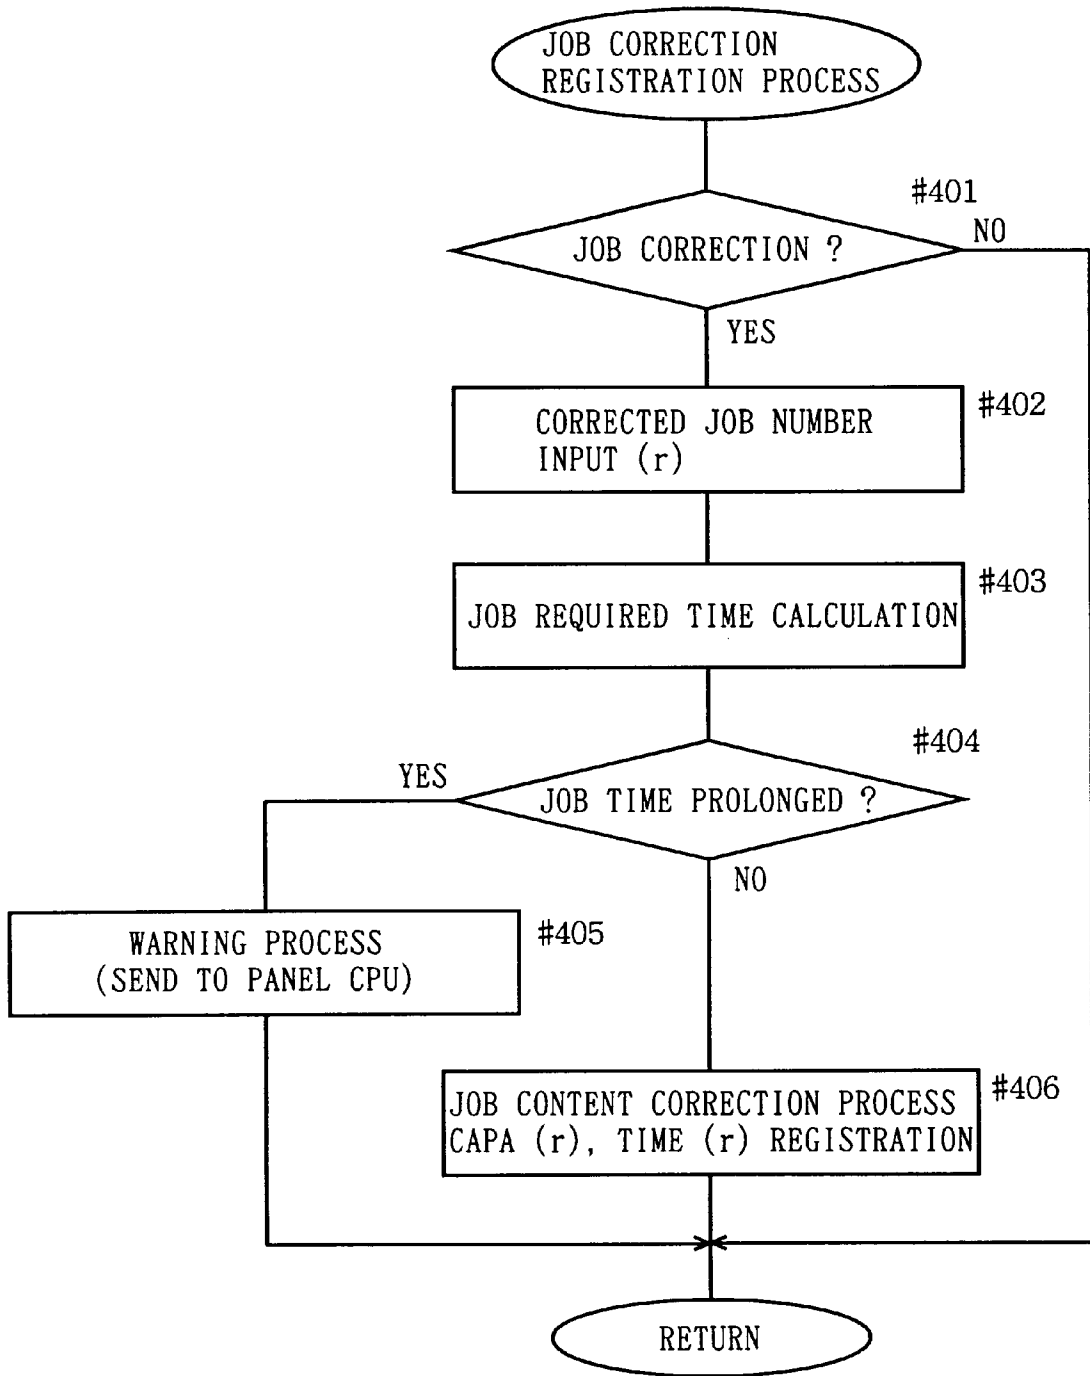 JOB CORRECTION
REGISTRATION PROCESS
#401
JOB CORRECTION ?
NO
YES
#402
CORRECTED JOB NUMBER
INPUT (r)
#403
JOB REQUIRED TIME CALCULATION
#404
YES
JOB TIME PROLONGED ?
NO
#405
WARNING PROCESS
(SEND TO PANEL CPU)
#406
JOB CONTENT CORRECTION PROCESS
CAPA (r), TIME (r) REGISTRATION
RETURN